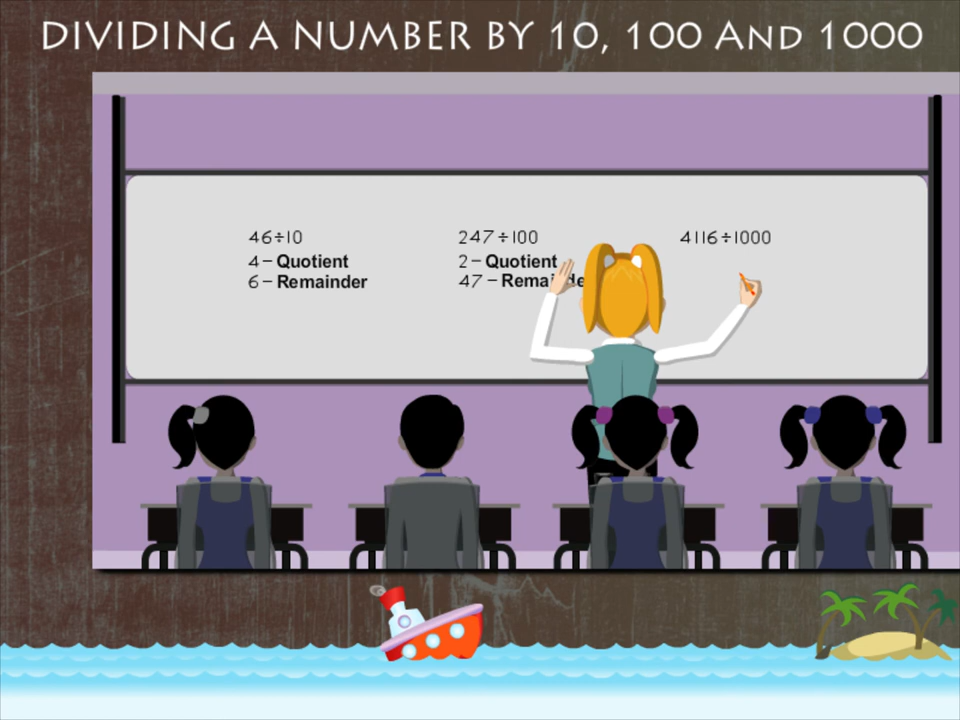 DIVIDING A NUMBER BY 10, 100 AND 1000
46÷10
4 – Quotient
6 – Remainder
247÷100
2 – Quotient
47 –
4116÷1000